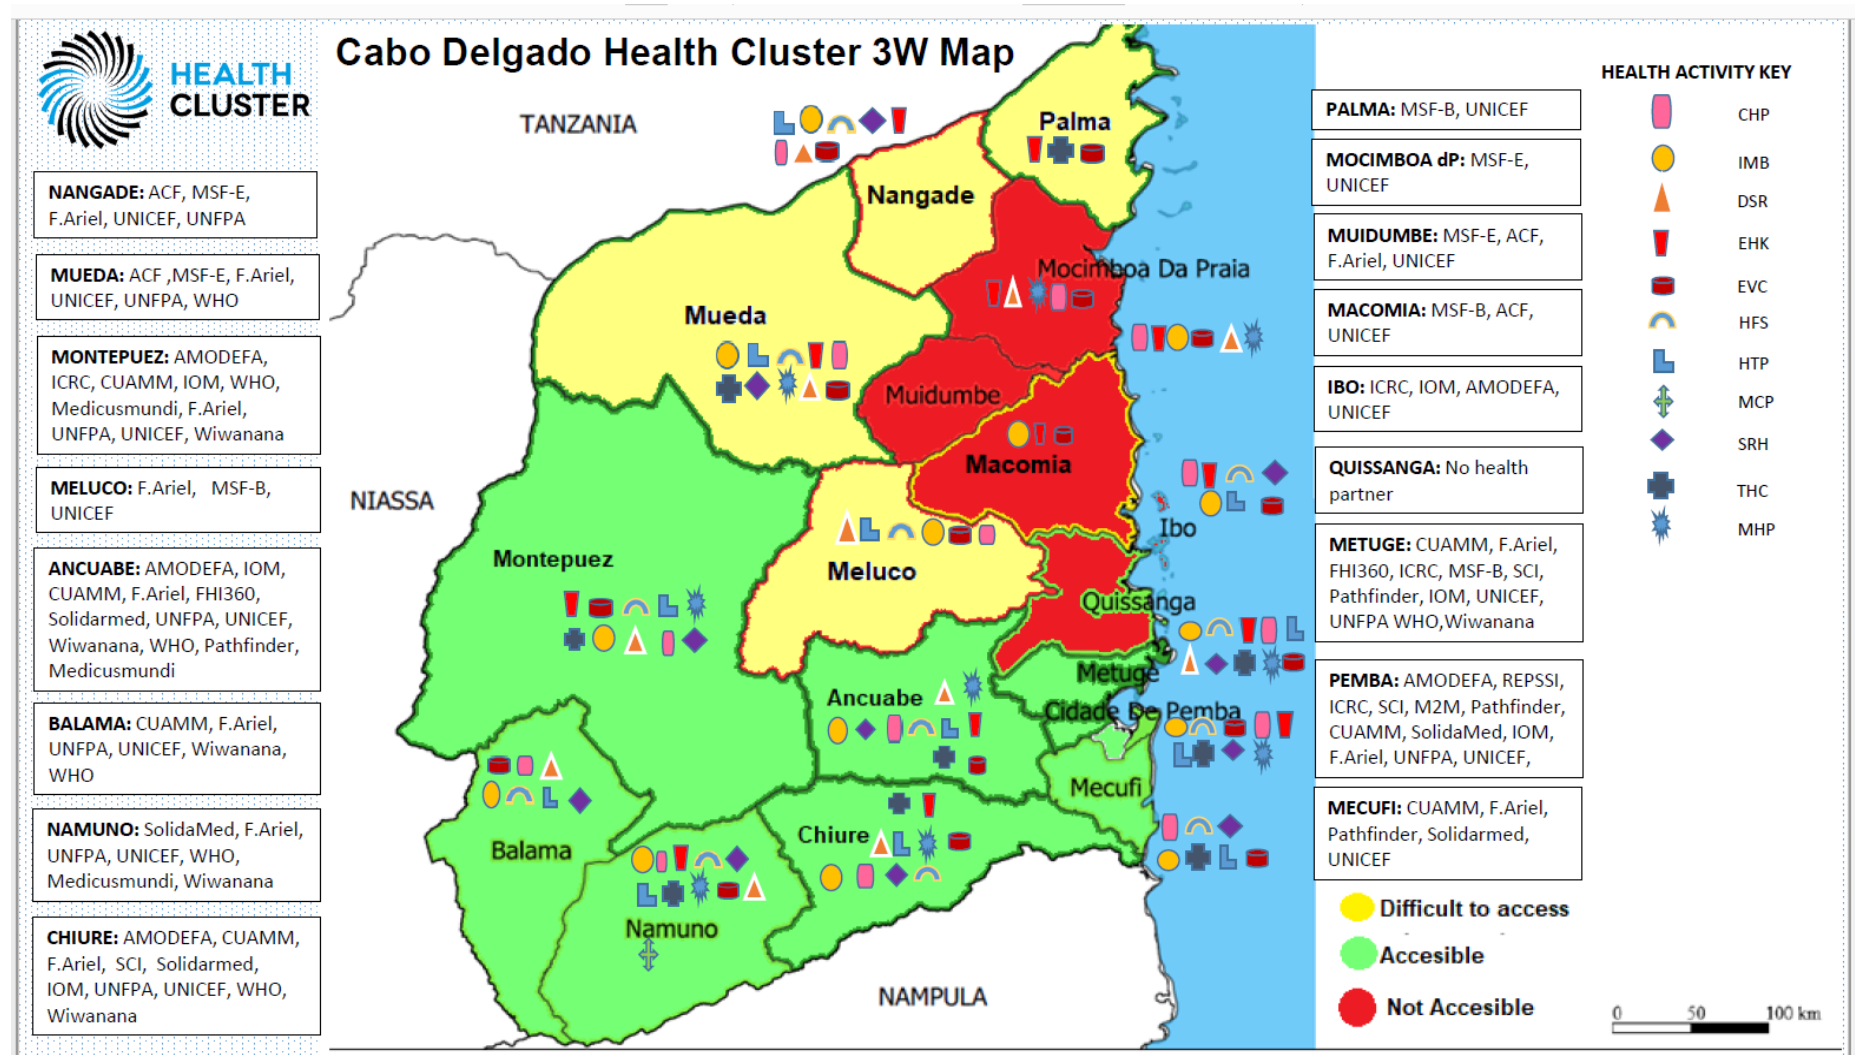 HEALTH
CLUSTER
Cabo Delgado Health Cluster 3W Map
NANGADE: ACF, MSF-E,
F.Ariel, UNICEF, UNFPA
MUEDA: ACF ,MSF-E, F.Ariel,
UNICEF, UNFPA, WHO
MONTEPUEZ: AMODEFA,
ICRC, CUAMM, IOM, WHO,
Medicusmundi, F.Ariel,
UNFPA, UNICEF, Wiwanana
MELUCO: F.Ariel, MSF-B,
UNICEF
ANCUABE: AMODEFA, IOM,
CUAMM, F.Ariel, FHI360,
Solidarmed, UNFPA, UNICEF,
Wiwanana, WHO, Pathfinder,
Medicusmundi
BALAMA: CUAMM, F.Ariel,
UNFPA, UNICEF, Wiwanana,
WHO
NAMUNO: SolidaMed, F.Ariel,
UNFPA, UNICEF, WHO,
Medicusmundi, Wiwanana
CHIURE: AMODEFA, CUAMM,
F.Ariel, SCI, Solidarmed,
IOM, UNFPA, UNICEF, WHO,
Wiwanana
TANZANIA
Palma
Nangade
Mocimboa Da Praia
Mueda
Muidumbe
Macomia
NIASSA
Ibo
Montepuez
Meluco
Quissanga
Metuge
Ancuabe
Cidade De Pemba
Mecufi
Chiure
Balama
Namuno
NAMPULA
PALMA: MSF-B, UNICEF
MOCIMBOA dP: MSF-E,
UNICEF
MUIDUMBE: MSF-E, ACF,
F.Ariel, UNICEF
MACOMIA: MSF-B, ACF,
UNICEF
IBO: ICRC, IOM, AMODEFA,
UNICEF
QUISSANGA: No health
partner
METUGE: CUAMM, F.Ariel,
FHI360, ICRC, MSF-B, SCI,
Pathfinder, IOM, UNICEF,
UNFPA WHO,Wiwanana
PEMBA: AMODEFA, REPSSI,
ICRC, SCI, M2M, Pathfinder,
CUAMM, SolidaMed, IOM,
F.Ariel, UNFPA, UNICEF,
MECUFI: CUAMM, F.Ariel,
Pathfinder, Solidarmed,
UNICEF
Difficult to access
Accesible
Not Accesible
HEALTH ACTIVITY KEY
CHP
IMB
DSR
EHK
EVC
HFS
HTP
MCP
SRH
THC
MHP
0 50 100 km